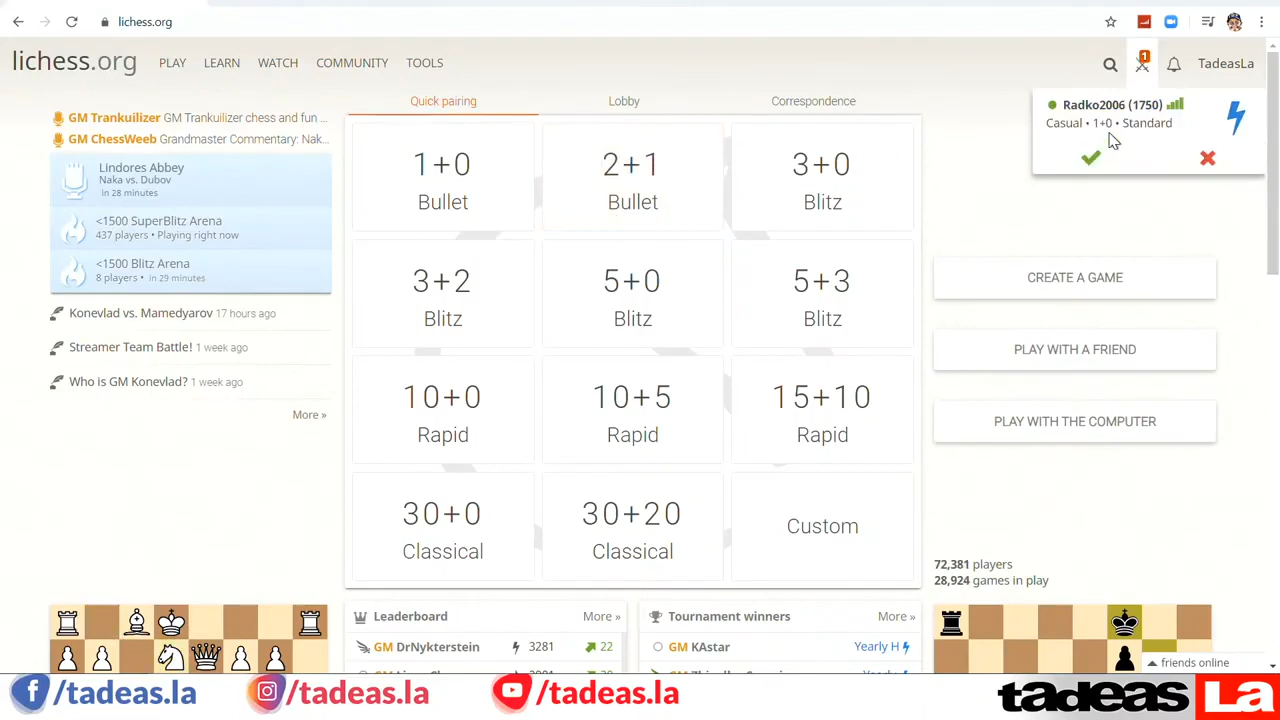 lichess.org
lichess.org
PLAY
LEARN
WATCH
COMMUNITY
TOOLS
1
TadeasLa
Radko2006 (1750)
Casual • 1+0 • Standard
GM Trankuilizer GM Trankuilizer chess and fun ...
GM ChessWeeb Grandmaster Commentary: Nak...
Lindores Abbey
Naka vs. Dubov
in 28 minutes
<1500 SuperBlitz Arena
437 players • Playing right now
<1500 Blitz Arena
8 players • in 29 minutes
Konevlad vs. Mamedyarov 17 hours ago
Streamer Team Battle! 1 week ago
Who is GM Konevlad? 1 week ago
More »
Quick pairing
Lobby
Correspondence
1+0
Bullet
2+1
Bullet
3+0
Blitz
3+2
Blitz
5+0
Blitz
5+3
Blitz
10+0
Rapid
10+5
Rapid
15+10
Rapid
30+0
Classical
30+20
Classical
Custom
CREATE A GAME
PLAY WITH A FRIEND
PLAY WITH THE COMPUTER
72,381 players
28,924 games in play
Leaderboard
More »
GM DrNykterstein
3281
22
Tournament winners
More »
GM KAstar
Yearly H
friends online
/tadeas.la
/tadeas.la
/tadeas.la
tadeas La